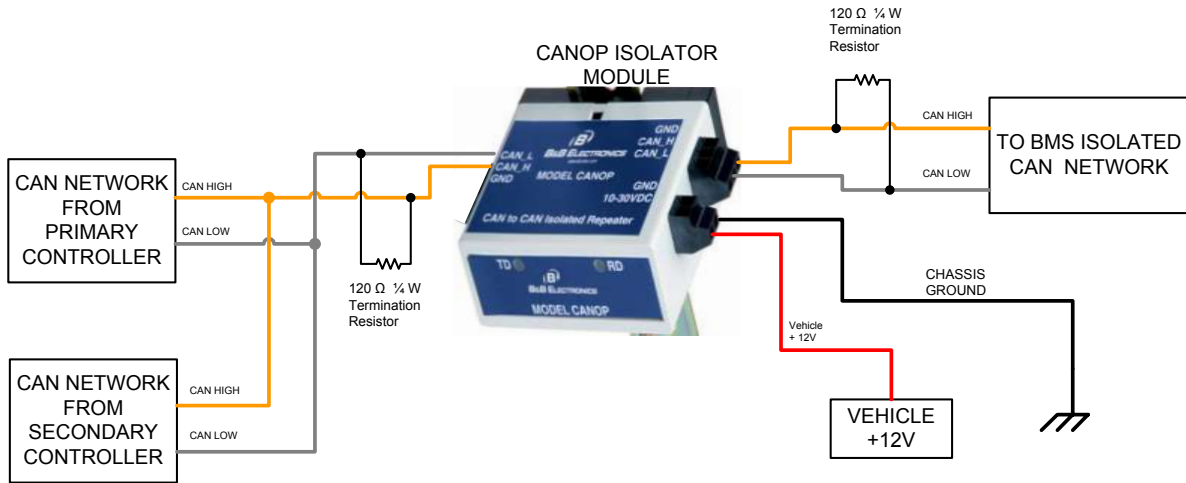 120 Ω ¼ W
Termination
Resistor
CANOP ISOLATOR
MODULE
CAN HIGH
TO BMS ISOLATED
CAN NETWORK
CAN LOW
GND
CAN_H
CAN_L
CAN_L
CAN_H
GND
B&B ELECTRONICS
MODEL CANOP
GND
10-30VDC
CAN to CAN Isolated Repeater
TD
RD
B&B ELECTRONICS
MODEL CANOP
CAN NETWORK
FROM
PRIMARY
CONTROLLER
CAN HIGH
CAN LOW
120 Ω ¼ W
Termination
Resistor
CHASSIS
GROUND
Vehicle
+ 12V
CAN NETWORK
FROM
SECONDARY
CONTROLLER
CAN HIGH
CAN LOW
VEHICLE
+12V